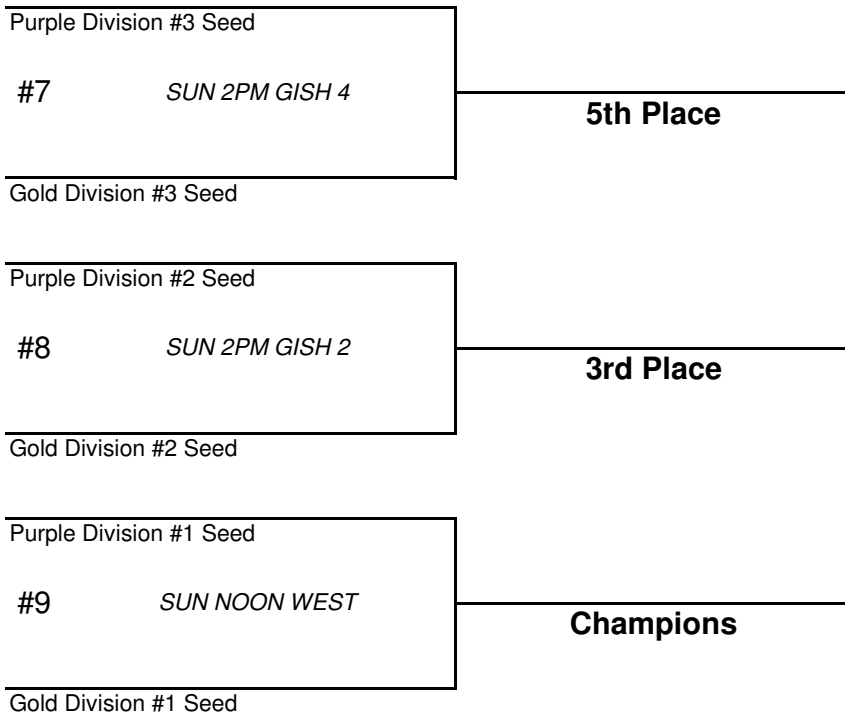 Purple Division #3 Seed
#7 SUN 2PM GISH 4
5th Place
Gold Division #3 Seed
Purple Division #2 Seed
#8 SUN 2PM GISH 2
3rd Place
Gold Division #2 Seed
Purple Division #1 Seed
#9 SUN NOON WEST
Champions
Gold Division #1 Seed